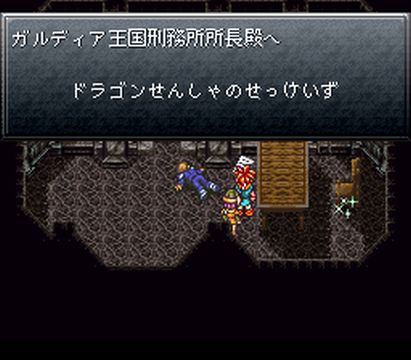 ガルディア王国刑務所所長殿へ
ドラゴンせんしゃのせっけいず